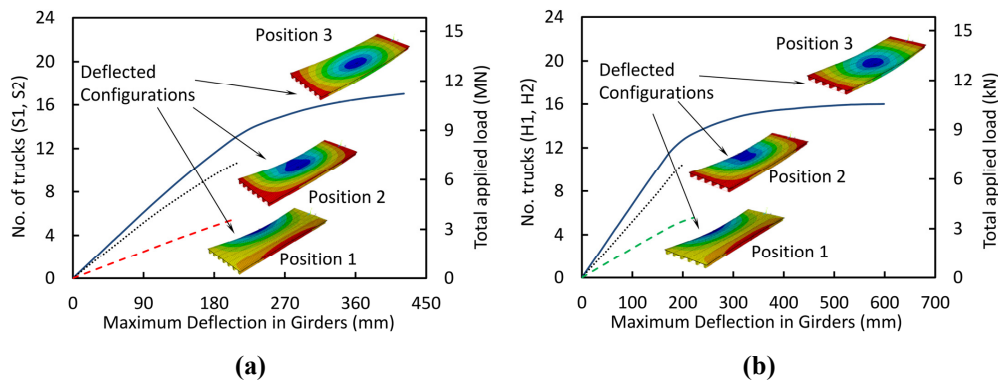 24
20
16
12
8
4
0
No. of trucks (S1, S2)
Position 3
Deflected
Configurations
Position 2
Position 1
15
12
9
6
3
0
Total applied load (MN)
0 90 180 270 360 450
Maximum Deflection in Girders (mm)
(a)
24
20
16
12
8
4
0
No. trucks (H1, H2)
Position 3
Deflected
Configurations
Position 2
Position 1
15
12
9
6
3
0
Total applied load (kN)
0 100 200 300 400 500 600 700
Maximum Deflection in Girders (mm)
(b)